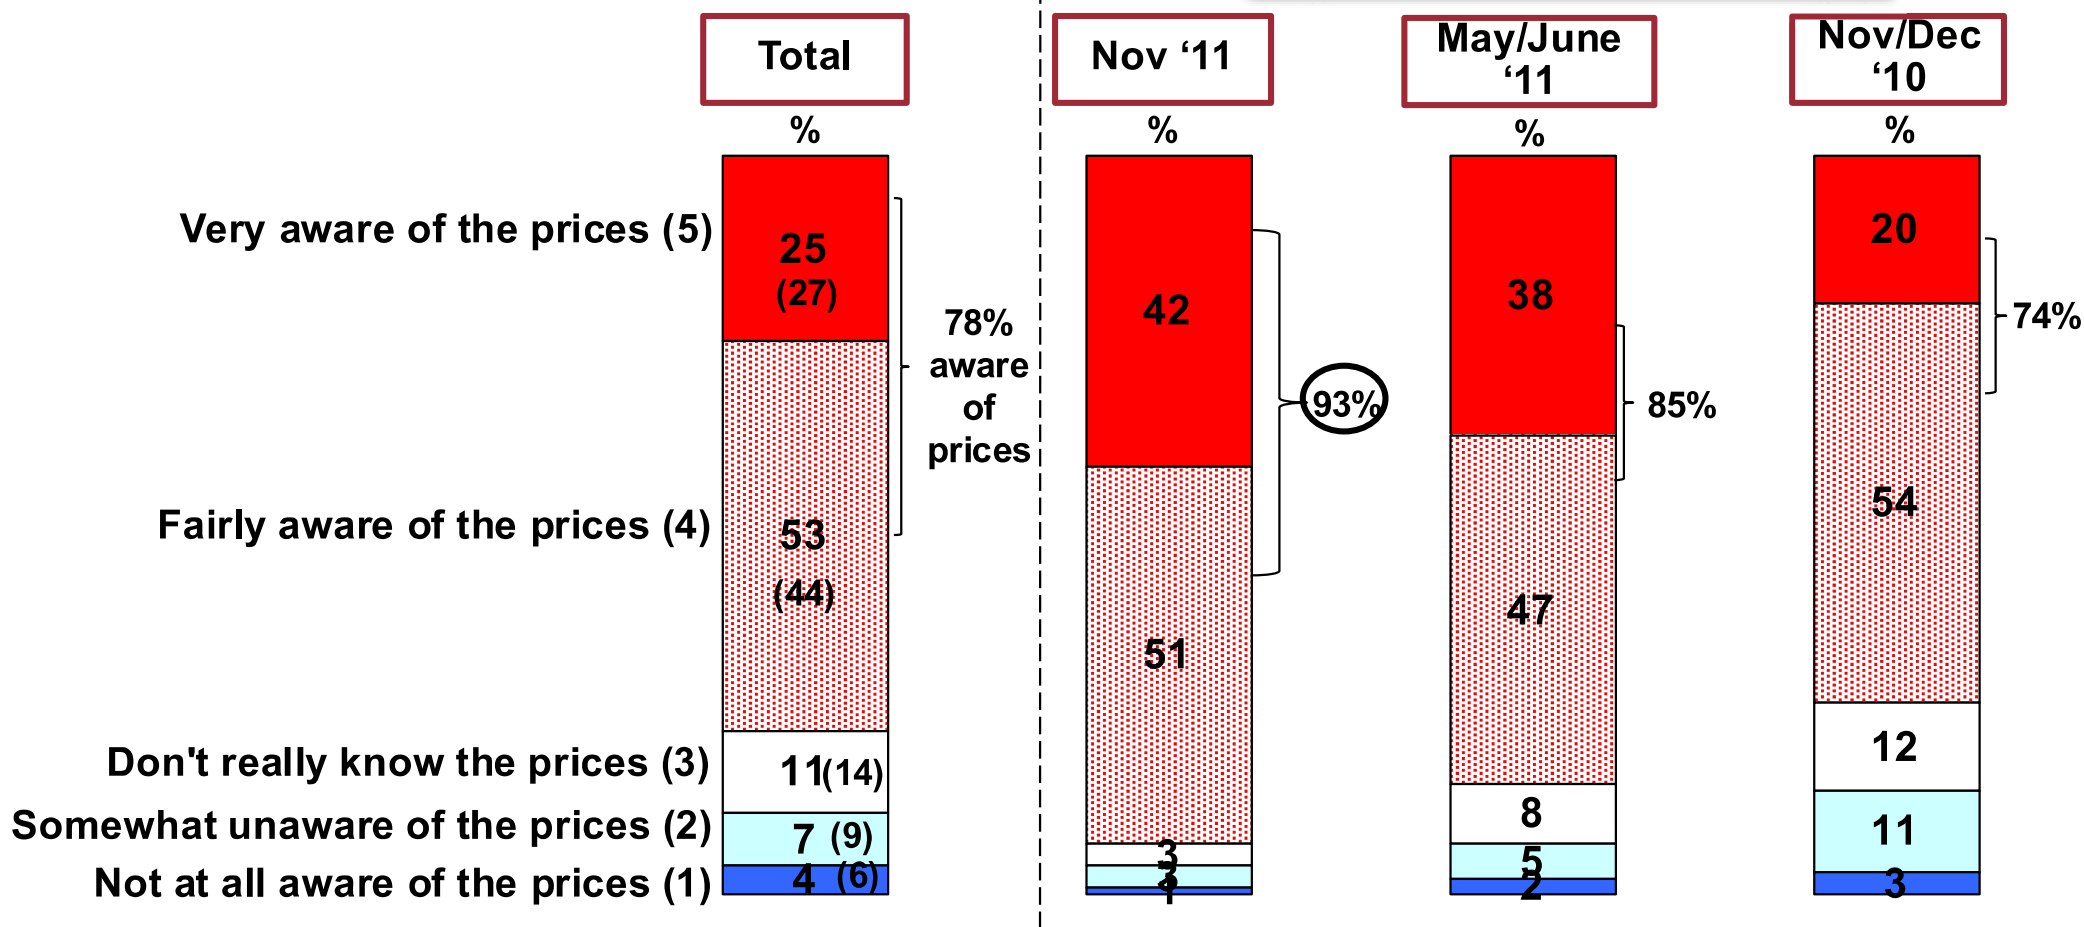 Total
Nov ‘11
May/June
‘11
Nov/Dec
‘10
%
%
%
%
Very aware of the prices (5)
25
(27)
42
38
20
78%
aware
of
prices
93%
85%
74%
Fairly aware of the prices (4)
53
(44)
51
47
54
Don't really know the prices (3)
11(14)
3
8
12
Somewhat unaware of the prices (2)
7 (9)
3
5
11
Not at all aware of the prices (1)
4 (6)
1
2
3